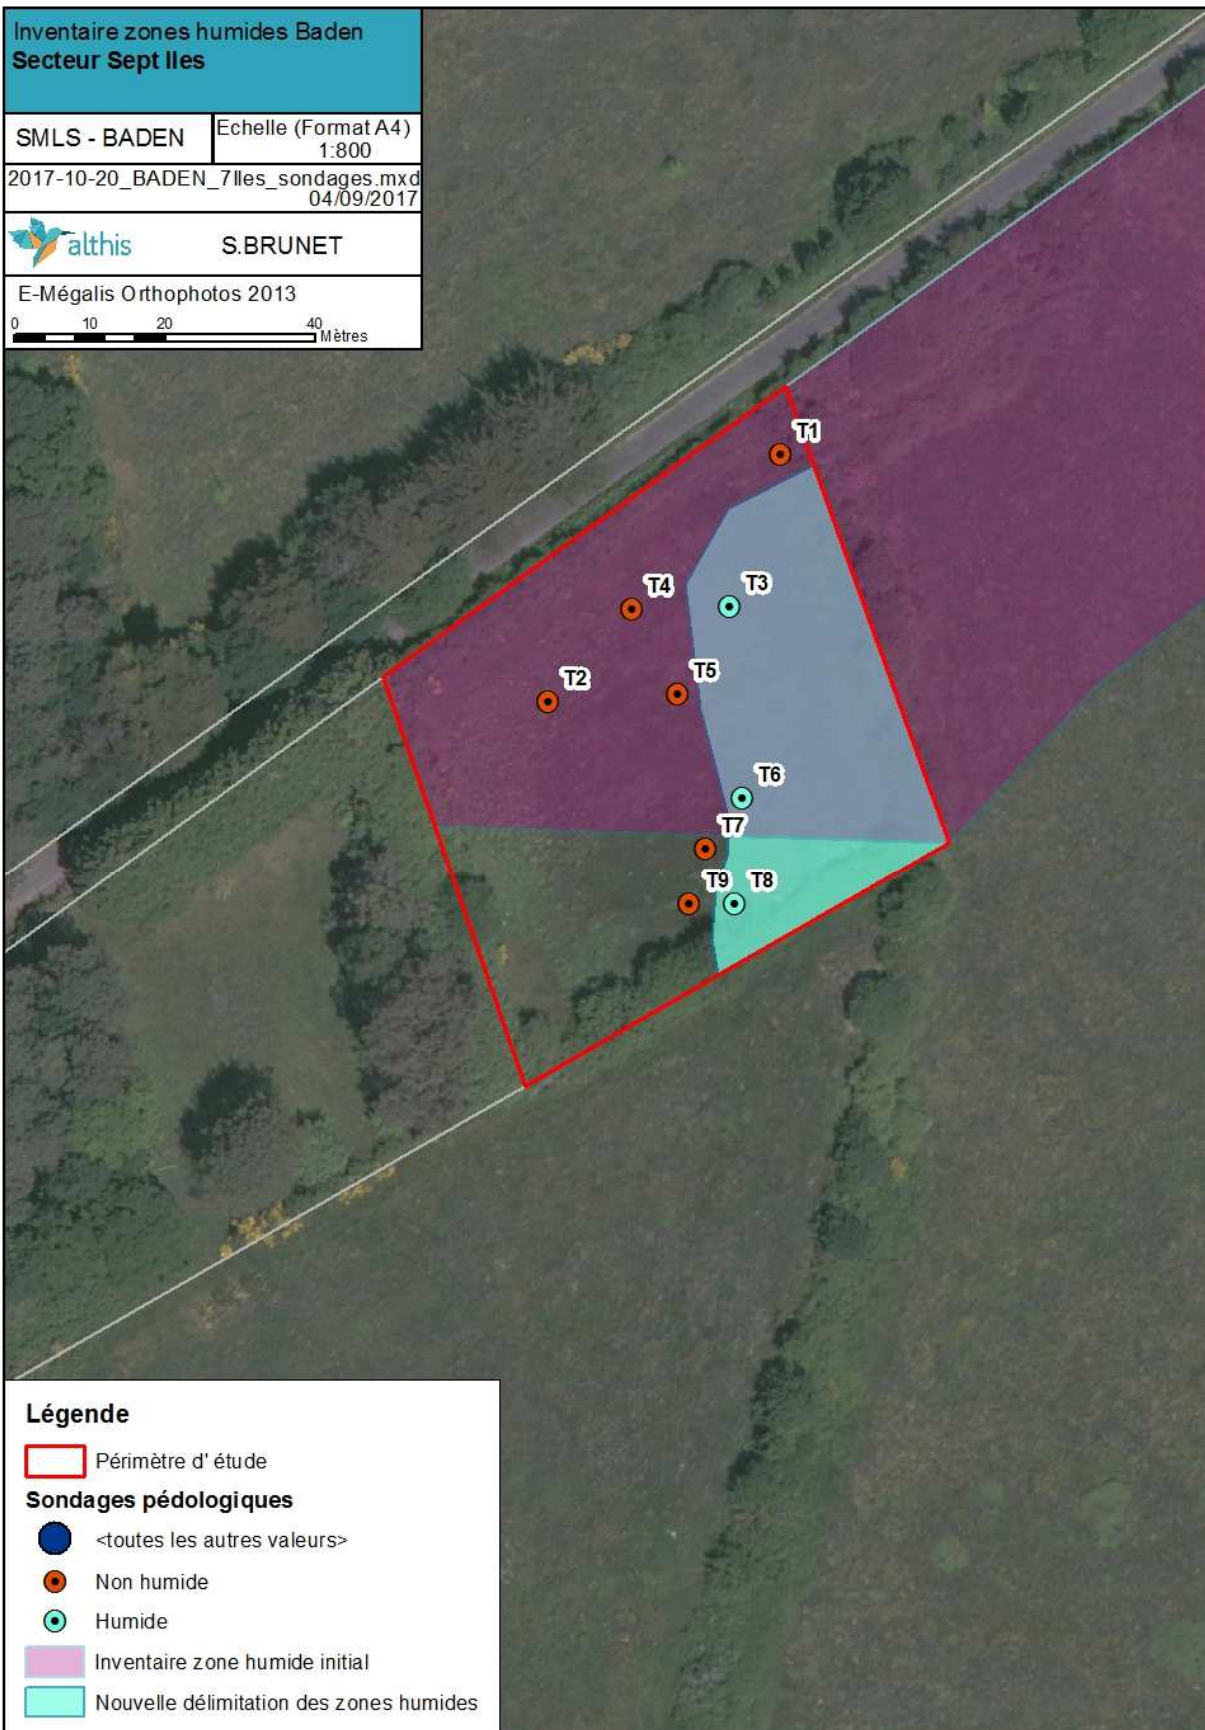 Inventaire zones humides Baden
Secteur Sept Iles
SMLS - BADEN
Echelle (Format A4)
1:800
2017-10-20_BADEN_7Iles_sondages.mxd
04/09/2017
althis
S.BRUNET
E-Mégalis Orthophotos 2013
0 10 20 40
Mètres
T1
T4
T3
T2
T5
T6
T7
T9
T8
Légende
Périmètre d' étude
Sondages pédologiques
<toutes les autres valeurs>
Non humide
Humide
Inventaire zone humide initial
Nouvelle délimitation des zones humides